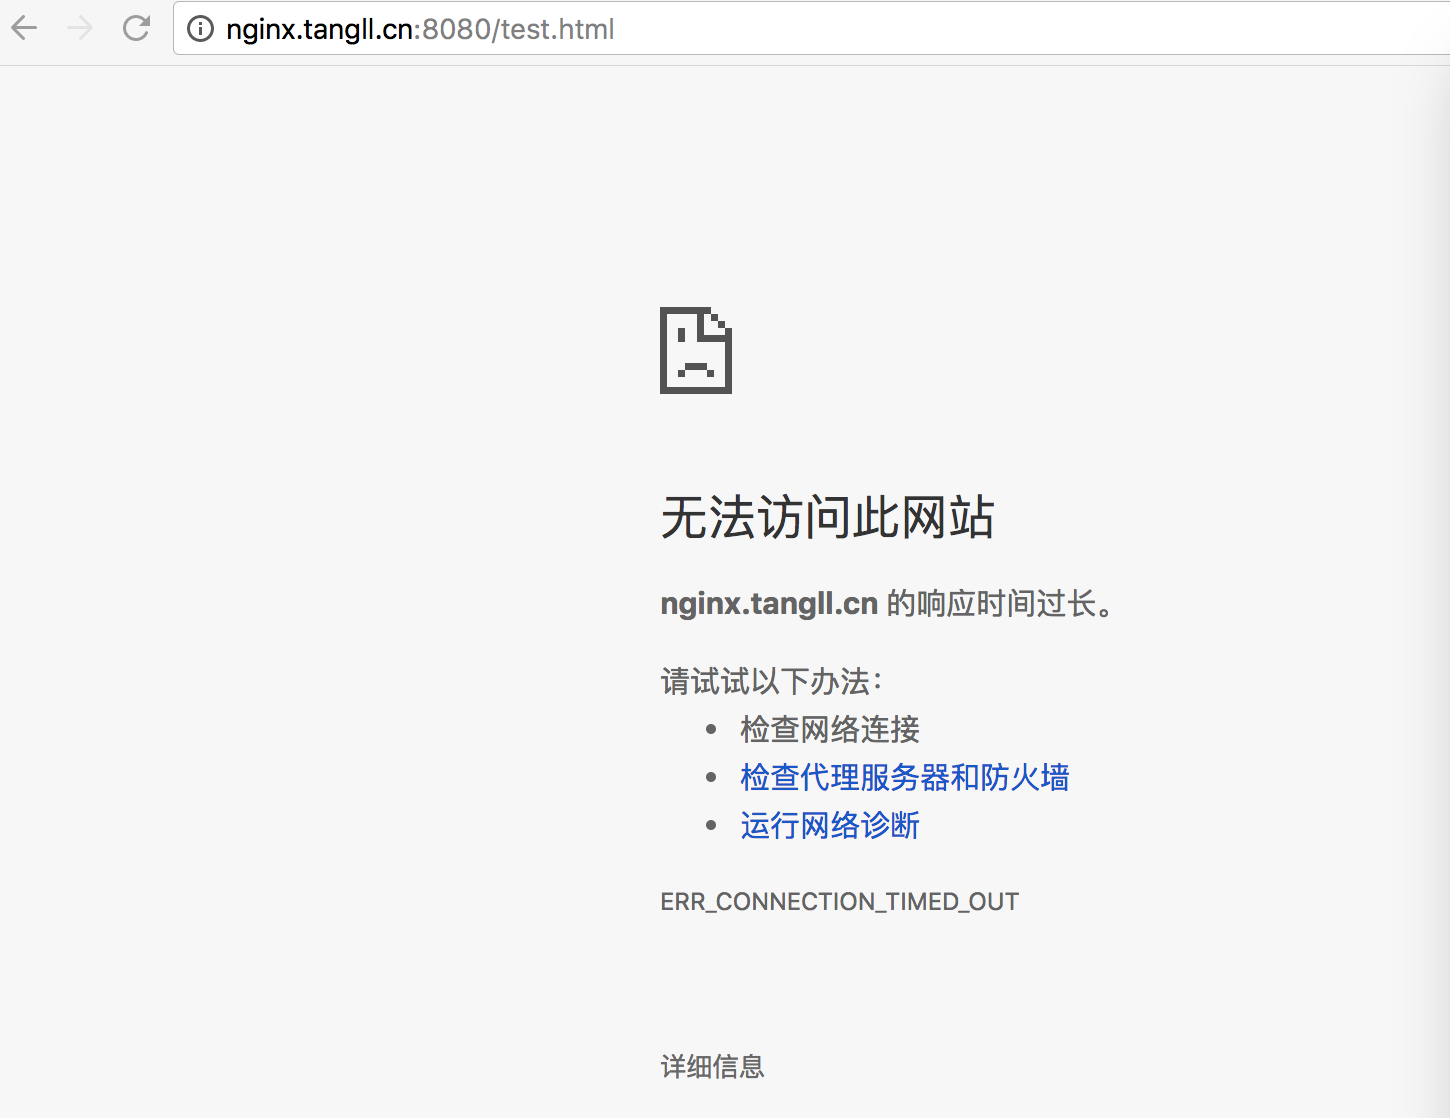 nginx.tangll.cn:8080/test.html
无法访问此网站
nginx.tangll.cn 的响应时间过长。
请试试以下办法：
• 检查网络连接
• 检查代理服务器和防火墙
• 运行网络诊断
ERR_CONNECTION_TIMED_OUT
详细信息